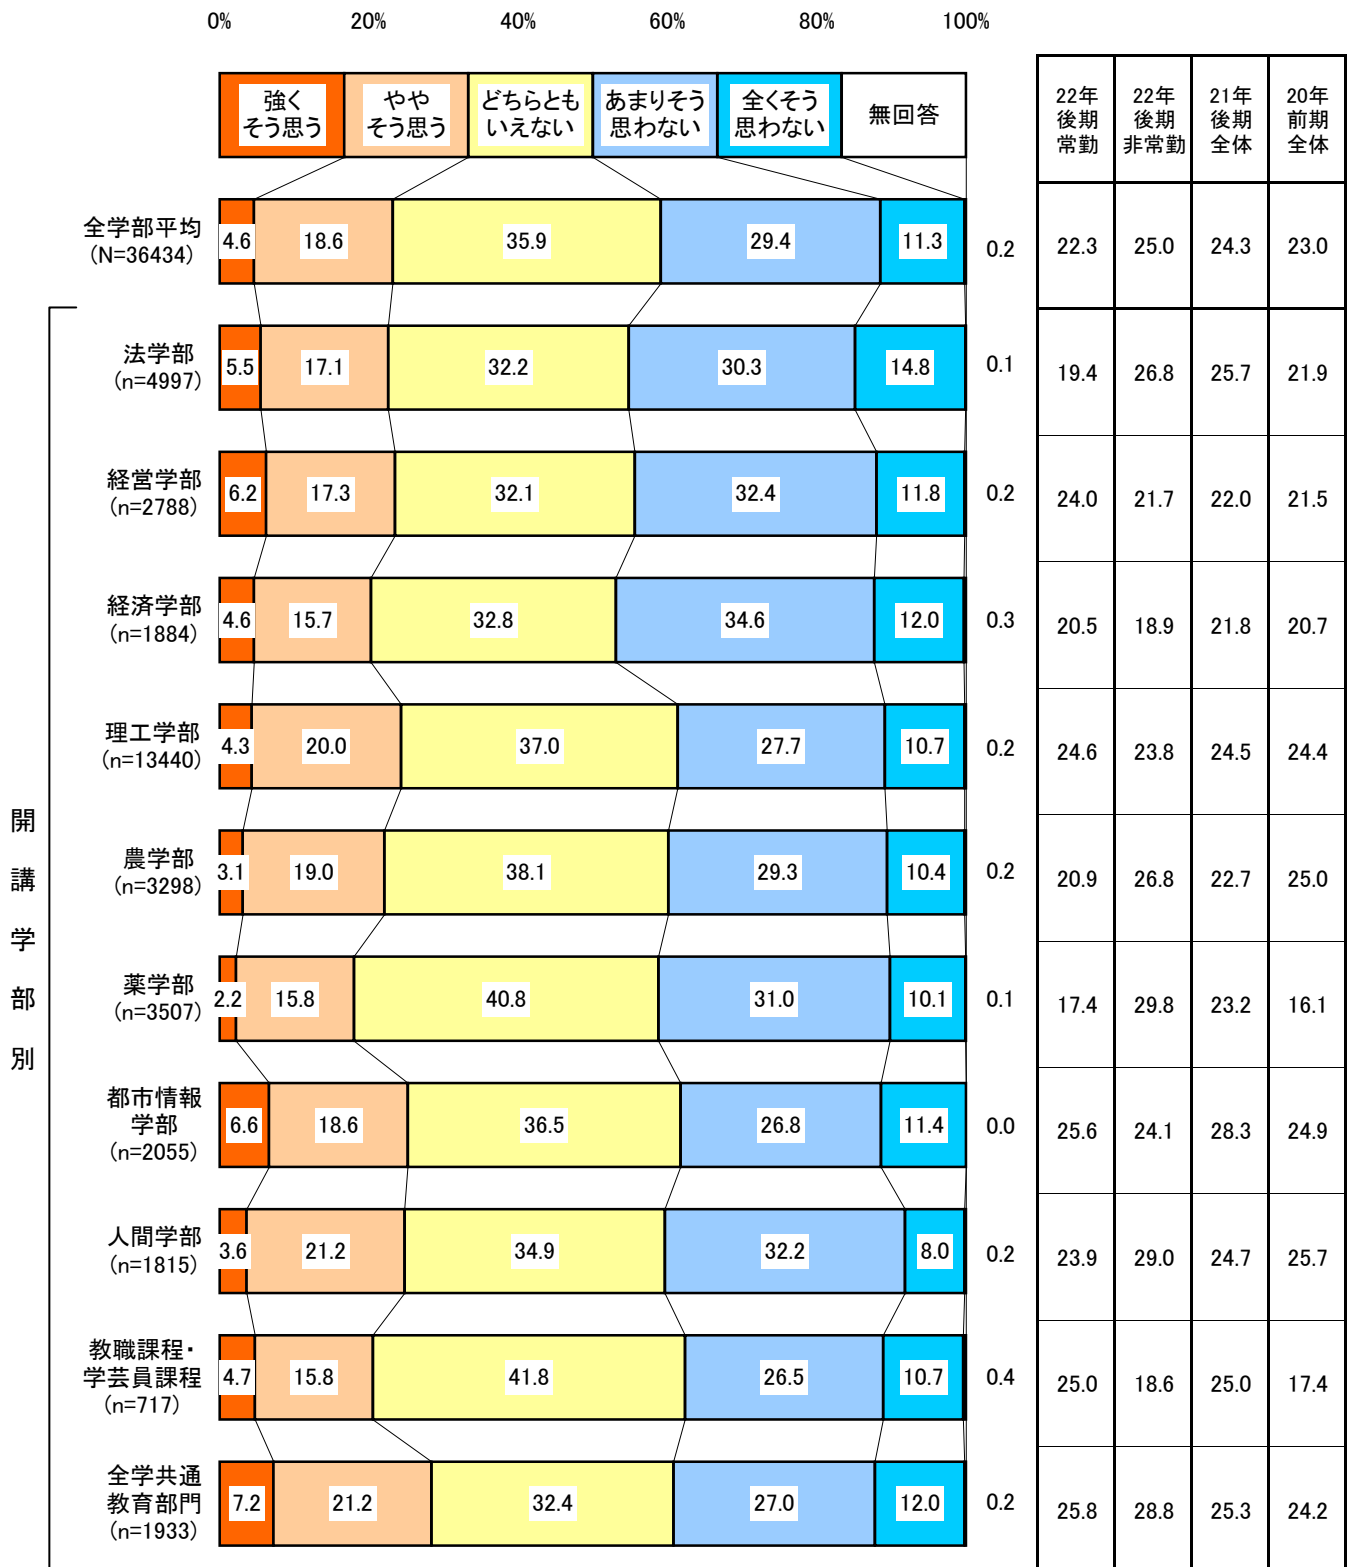 0% 20% 40% 60% 80% 100%
強く やや どちらとも あまりそう 全くそう 無回答
そう思う そう思う いえない 思わない 思わない
22年 22年 21年 20年
後期 後期 後期 前期
常勤 非常勤 全体 全体
全学部平均
(N=36434)
4.6 18.6 35.9 29.4 11.3 0.2 22.3 25.0 24.3 23.0
開講学部別
法学部
(n=4997)
5.5 17.1 32.2 30.3 14.8 0.1 19.4 26.8 25.7 21.9
経営学部
(n=2788)
6.2 17.3 32.1 32.4 11.8 0.2 24.0 21.7 22.0 21.5
経済学部
(n=1884)
4.6 15.7 32.8 34.6 12.0 0.3 20.5 18.9 21.8 20.7
理工学部
(n=13440)
4.3 20.0 37.0 27.7 10.7 0.2 24.6 23.8 24.5 24.4
農学部
(n=3298)
3.1 19.0 38.1 29.3 10.4 0.2 20.9 26.8 22.7 25.0
薬学部
(n=3507)
2.2 15.8 40.8 31.0 10.1 0.1 17.4 29.8 23.2 16.1
都市情報
学部
(n=2055)
6.6 18.6 36.5 26.8 11.4 0.0 25.6 24.1 28.3 24.9
人間学部
(n=1815)
3.6 21.2 34.9 32.2 8.0 0.2 23.9 29.0 24.7 25.7
教職課程・
学芸員課程
(n=717)
4.7 15.8 41.8 26.5 10.7 0.4 25.0 18.6 25.0 17.4
全学共通
教育部門
(n=1933)
7.2 21.2 32.4 27.0 12.0 0.2 25.8 28.8 25.3 24.2